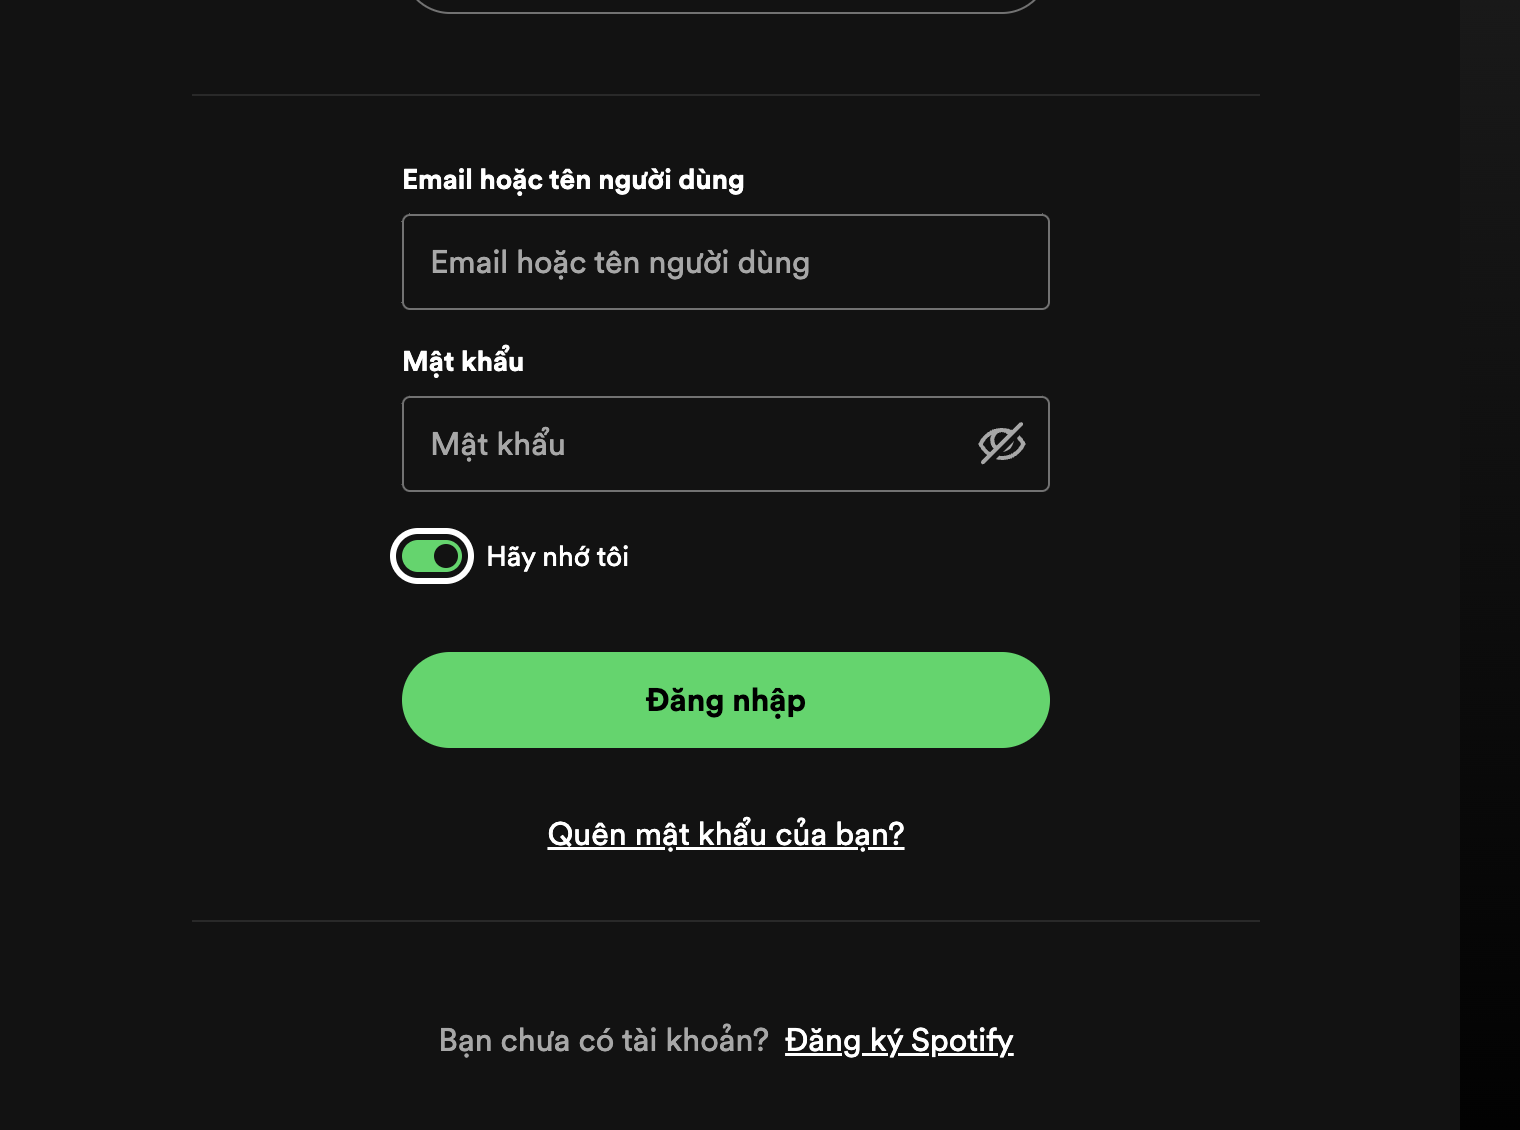 Email hoặc tên người dùng
Email hoặc tên người dùng
Mật khẩu
Mật khẩu
Hãy nhớ tôi
Đăng nhập
Quên mật khẩu của bạn?
Bạn chưa có tài khoản? Đăng ký Spotify